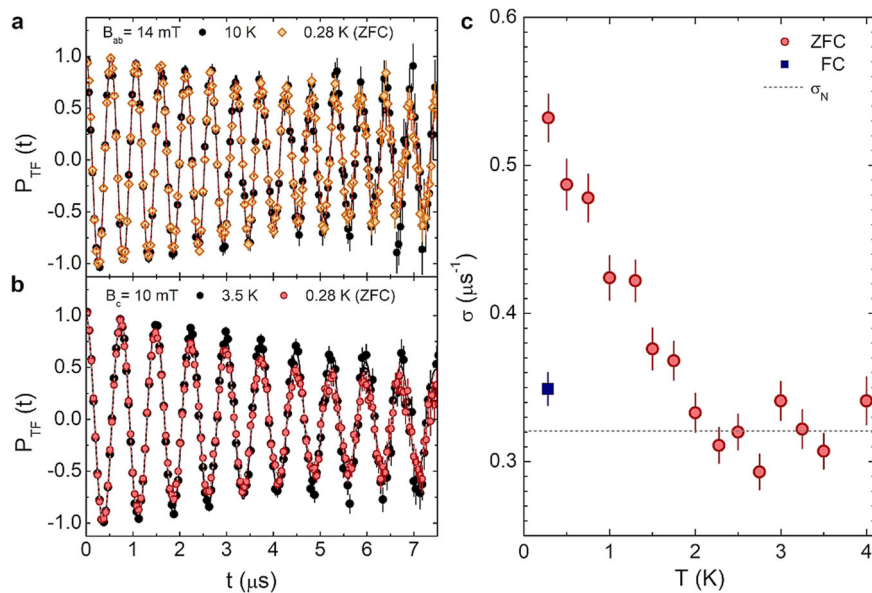 a
B_ab = 14 mT 10 K 0.28 K (ZFC)
1.0
0.5
0.0
-0.5
-1.0
P_TF (t)
b
B_c = 10 mT 3.5 K 0.28 K (ZFC)
1.0
0.5
0.0
-0.5
-1.0
P_TF (t)
0 1 2 3 4 5 6 7
t (μs)
c
ZFC
FC
σ_N
0.6
0.5
0.4
0.3
σ (μs⁻¹)
0 1 2 3 4
T (K)